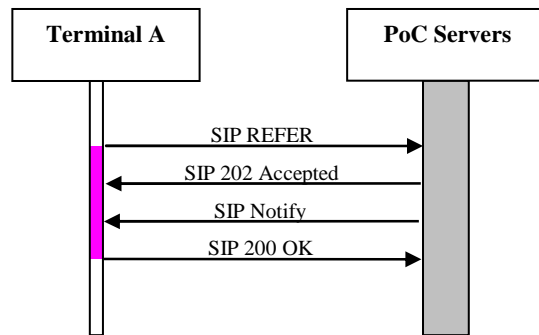 Terminal A
PoC Servers
SIP REFER
SIP 202 Accepted
SIP Notify
SIP 200 OK